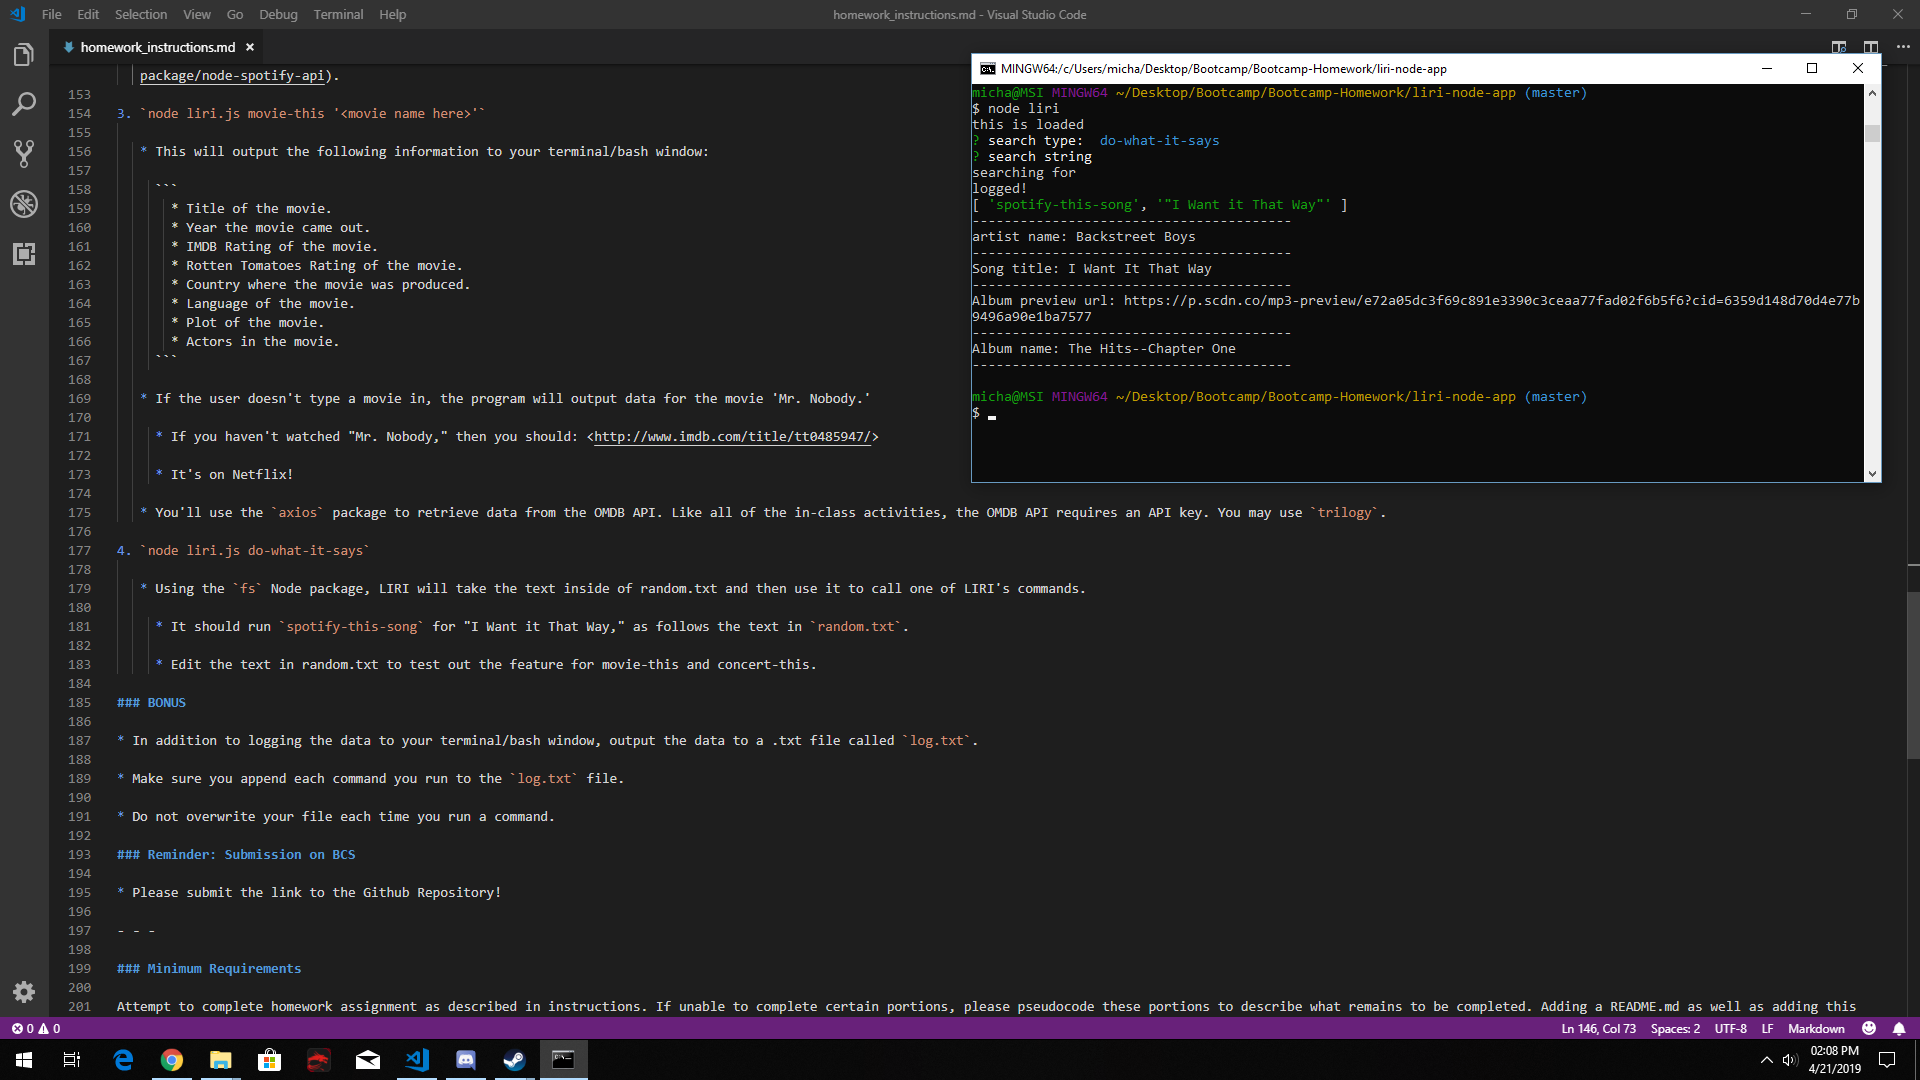 File Edit Selection View Go Debug Terminal Help
homework_instructions.md - Visual Studio Code
homework_instructions.md
package/node-spotify-api).
153
154 3. `node liri.js movie-this '<movie name here>'`
155
156 * This will output the following information to your terminal/bash window:
157
158 ```
159 * Title of the movie.
160 * Year the movie came out.
161 * IMDB Rating of the movie.
162 * Rotten Tomatoes Rating of the movie.
163 * Country where the movie was produced.
164 * Language of the movie.
165 * Plot of the movie.
166 * Actors in the movie.
167 ```
168
169 * If the user doesn't type a movie in, the program will output data for the movie 'Mr. Nobody.'
170
171 * If you haven't watched "Mr. Nobody," then you should: <http://www.imdb.com/title/tt0485947/>
172
173 * It's on Netflix!
174
175 * You'll use the `axios` package to retrieve data from the OMDB API. Like all of the in-class activities, the OMDB API requires an API key. You may use `trilogy`.
176
177 4. `node liri.js do-what-it-says`
178
179 * Using the `fs` Node package, LIRI will take the text inside of random.txt and then use it to call one of LIRI's commands.
180
181 * It should run `spotify-this-song` for "I Want it That Way," as follows the text in `random.txt`.
182
183 * Edit the text in random.txt to test out the feature for movie-this and concert-this.
184
185 ### BONUS
186
187 * In addition to logging the data to your terminal/bash window, output the data to a .txt file called `log.txt`.
188
189 * Make sure you append each command you run to the `log.txt` file.
190
191 * Do not overwrite your file each time you run a command.
192
193 ### Reminder: Submission on BCS
194
195 * Please submit the link to the Github Repository!
196
197 - - -
198
199 ### Minimum Requirements
200
201 Attempt to complete homework assignment as described in instructions. If unable to complete certain portions, please pseudocode these portions to describe what remains to be completed. Adding a README.md as well as adding this
MINGW64:/c/Users/micha/Desktop/Bootcamp/Bootcamp-Homework/liri-node-app
micha@MSI MINGW64 ~/Desktop/Bootcamp/Bootcamp-Homework/liri-node-app (master)
$ node liri
this is loaded
? search type: do-what-it-says
? search string
searching for
logged!
[ 'spotify-this-song', '"I Want it That Way"' ]
----------------------------------------
artist name: Backstreet Boys
----------------------------------------
Song title: I Want It That Way
----------------------------------------
Album preview url: https://p.scdn.co/mp3-preview/e72a05dc3f69c891e3390c3ceaa77fad02f6b5f6?cid=6359d148d70d4e77b
9496a90e1ba7577
----------------------------------------
Album name: The Hits--Chapter One
----------------------------------------
micha@MSI MINGW64 ~/Desktop/Bootcamp/Bootcamp-Homework/liri-node-app (master)
$
0 0
Ln 146, Col 73 Spaces: 2 UTF-8 LF Markdown
02:08 PM
4/21/2019